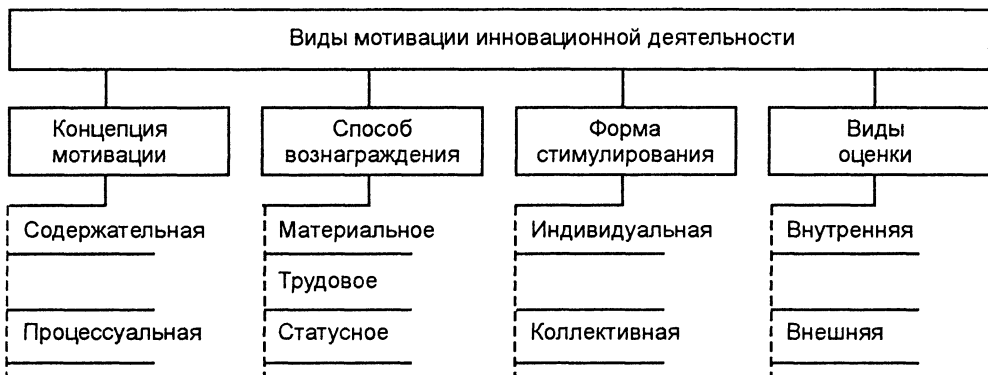 Виды мотивации инновационной деятельности
Концепция
мотивации
Способ
вознаграждения
Форма
стимулирования
Виды
оценки
Содержательная
Процессуальная
Материальное
Трудовое
Статусное
Индивидуальная
Коллективная
Внутренняя
Внешняя